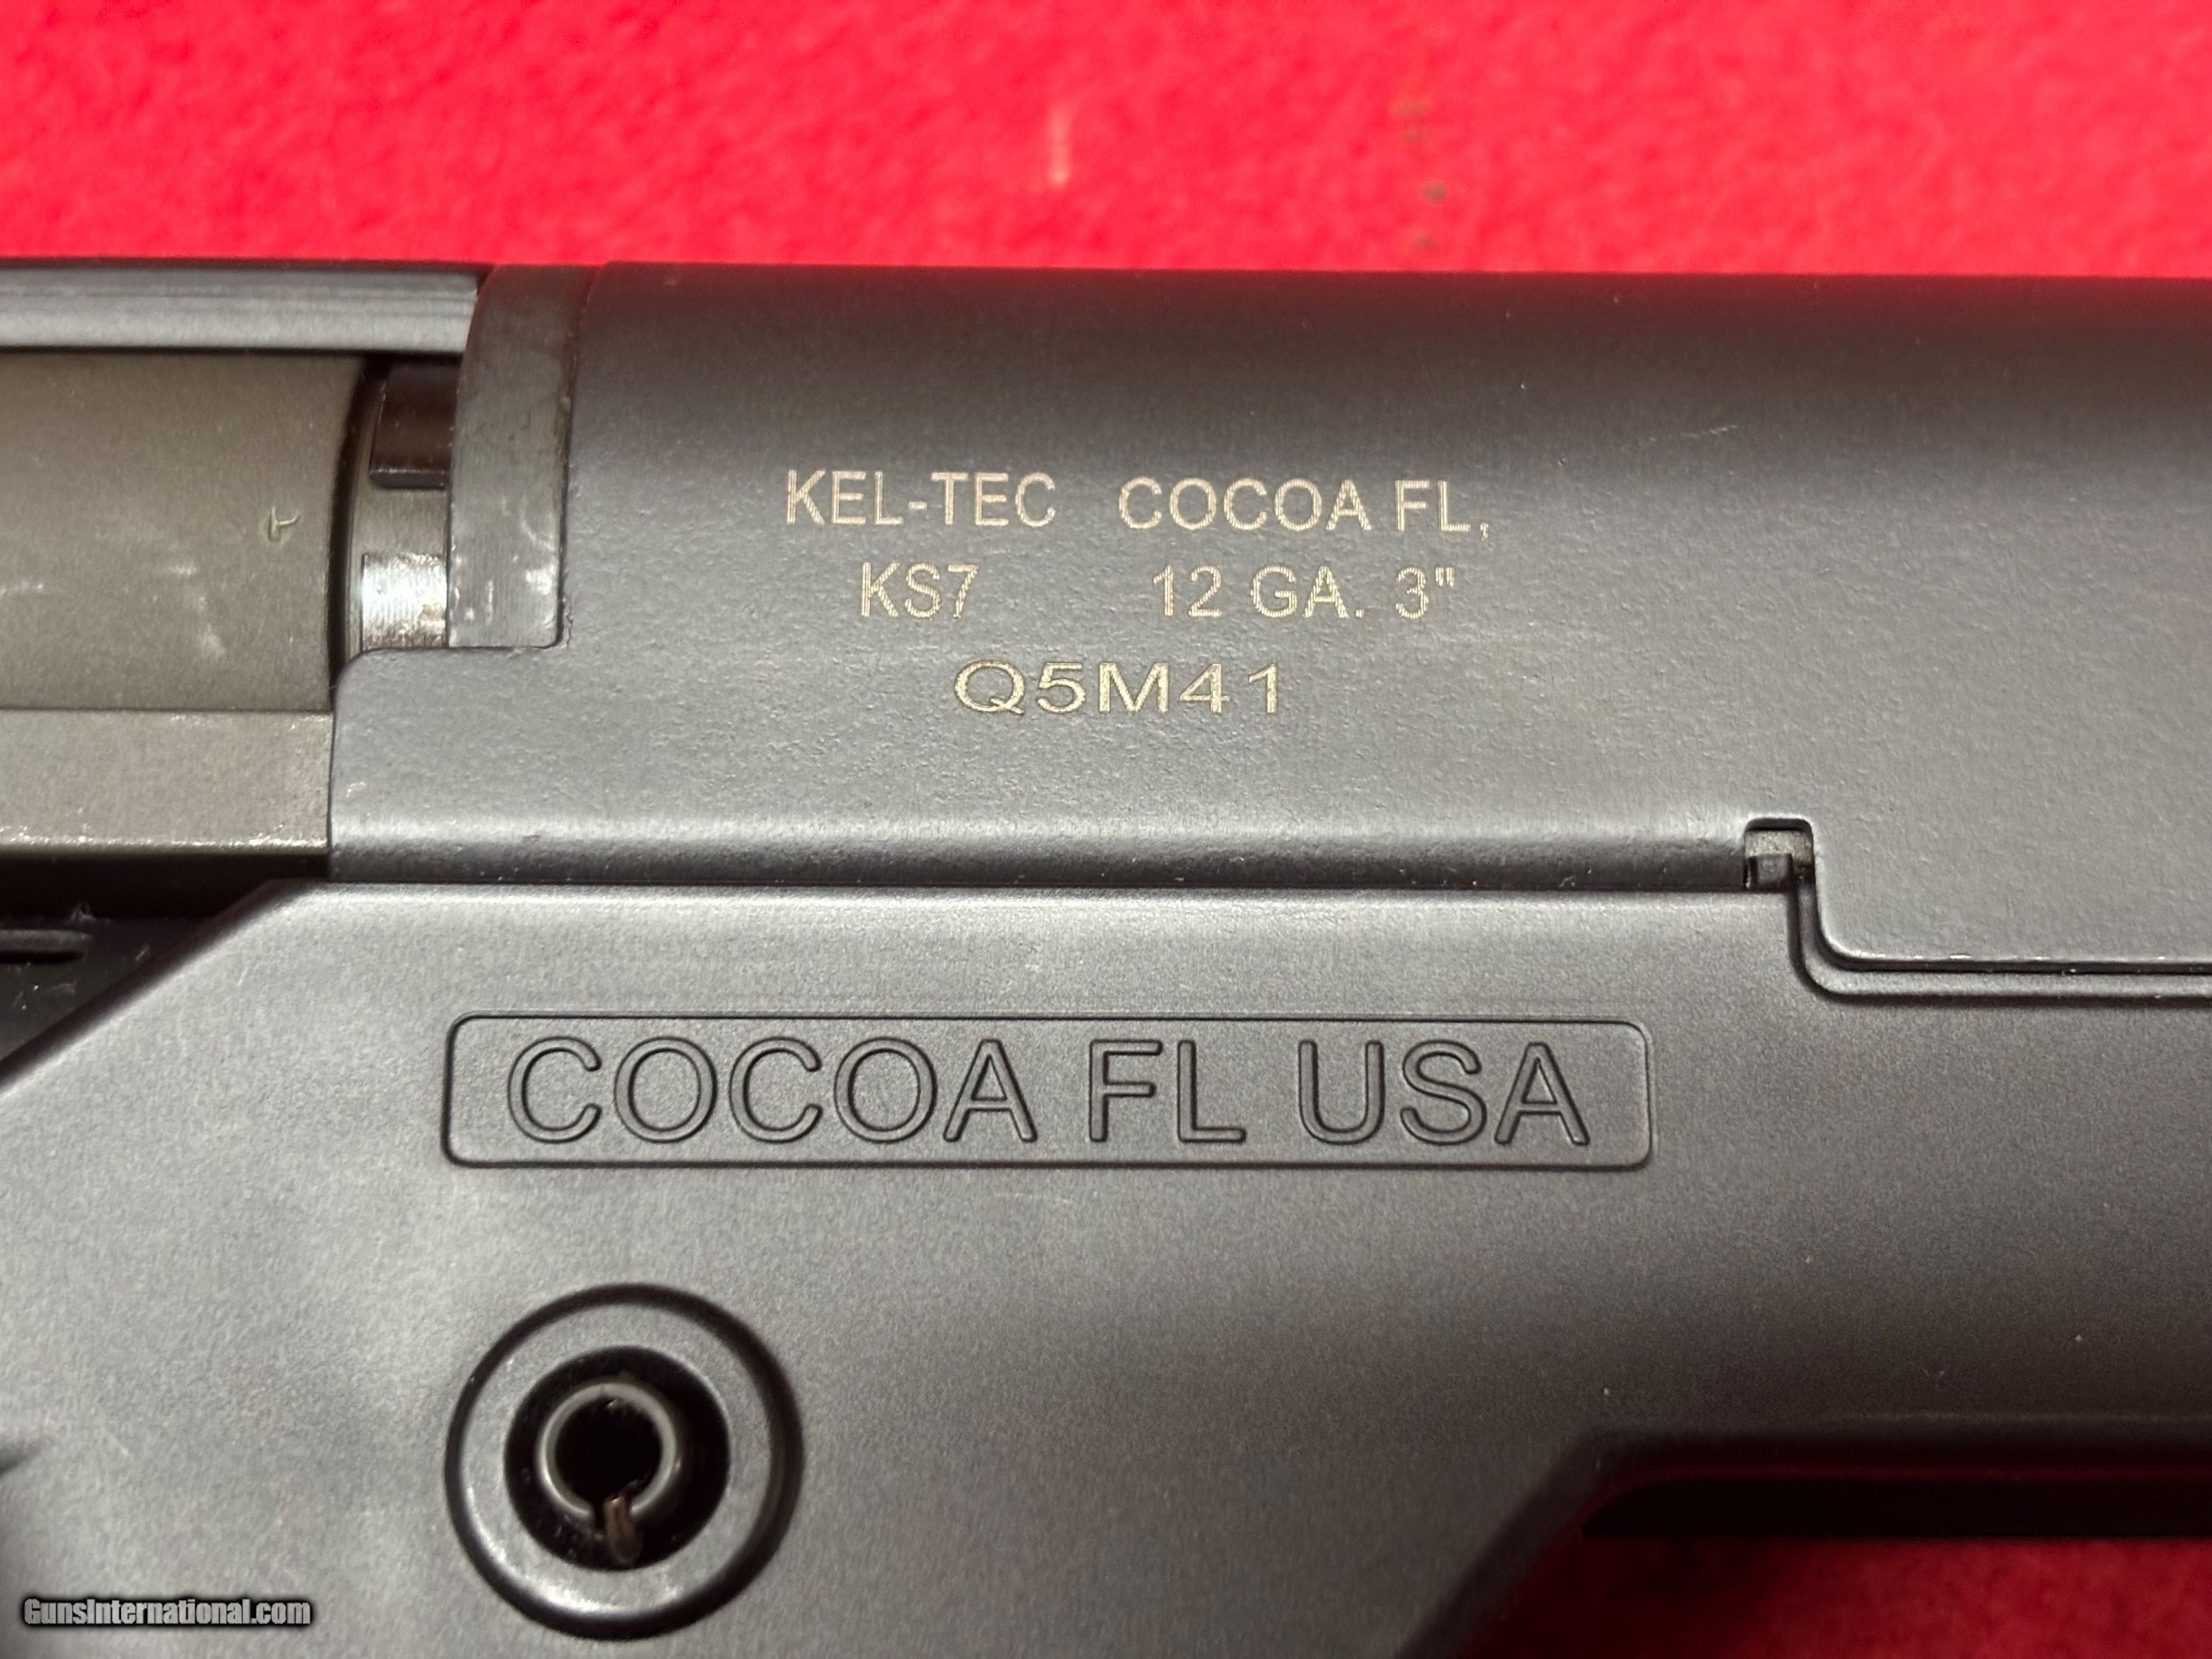 KEL-TEC COCOA FL,
KS7 12 GA. 3"
Q5M41
COCOA FL USA
GunsInternational.com